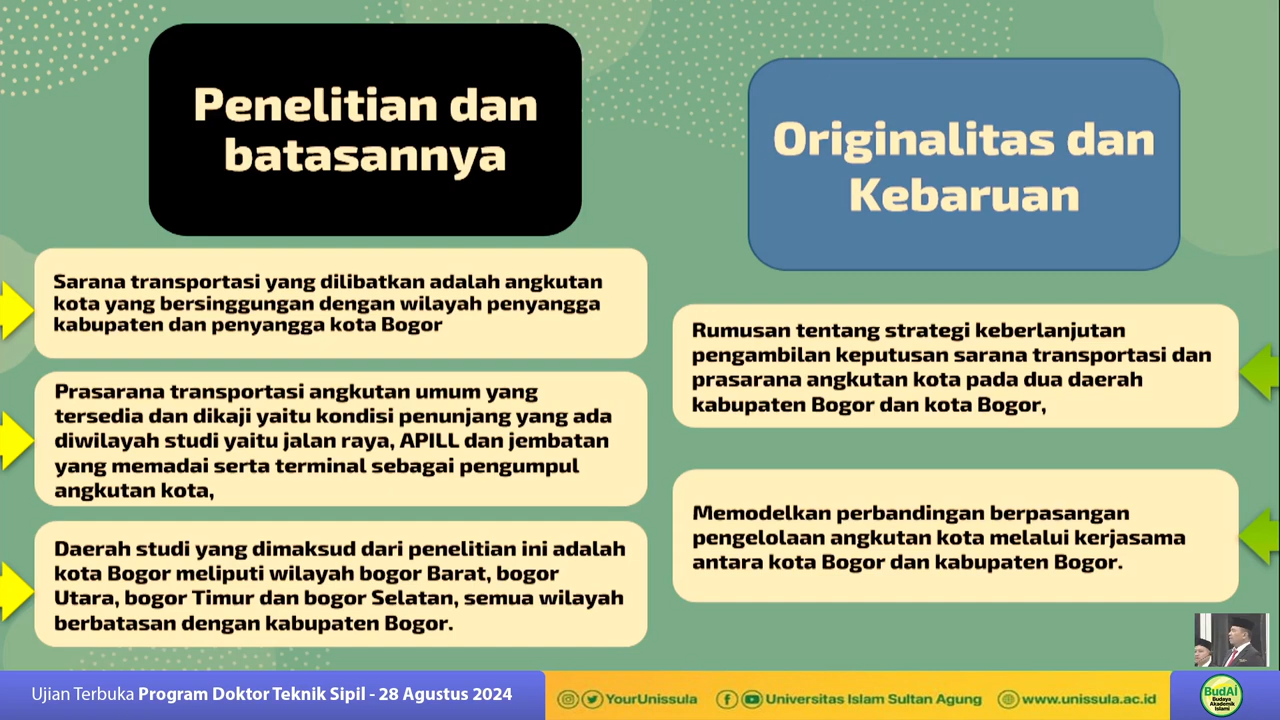 Penelitian dan
batasannya
Sarana transportasi yang dilibatkan adalah angkutan
kota yang bersinggungan dengan wilayah penyangga
kabupaten dan penyangga kota Bogor
Prasarana transportasi angkutan umum yang
tersedia dan dikaji yaitu kondisi penunjang yang ada
diwilayah studi yaitu jalan raya, APILL dan jembatan
yang memadai serta terminal sebagai pengumpul
angkutan kota,
Daerah studi yang dimaksud dari penelitian ini adalah
kota Bogor meliputi wilayah bogor Barat, bogor
Utara, bogor Timur dan bogor Selatan, semua wilayah
berbatasan dengan kabupaten Bogor.
Originalitas dan
Kebaruan
Rumusan tentang strategi keberlanjutan
pengambilan keputusan sarana transportasi dan
prasarana angkutan kota pada dua daerah
kabupaten Bogor dan kota Bogor,
Memodelkan perbandingan berpasangan
pengelolaan angkutan kota melalui kerjasama
antara kota Bogor dan kabupaten Bogor.
Ujian Terbuka Program Doktor Teknik Sipil - 28 Agustus 2024
YourUnissula
Universitas Islam Sultan Agung
www.unissula.ac.id
BudAI
Budaya
Akademik
Islami